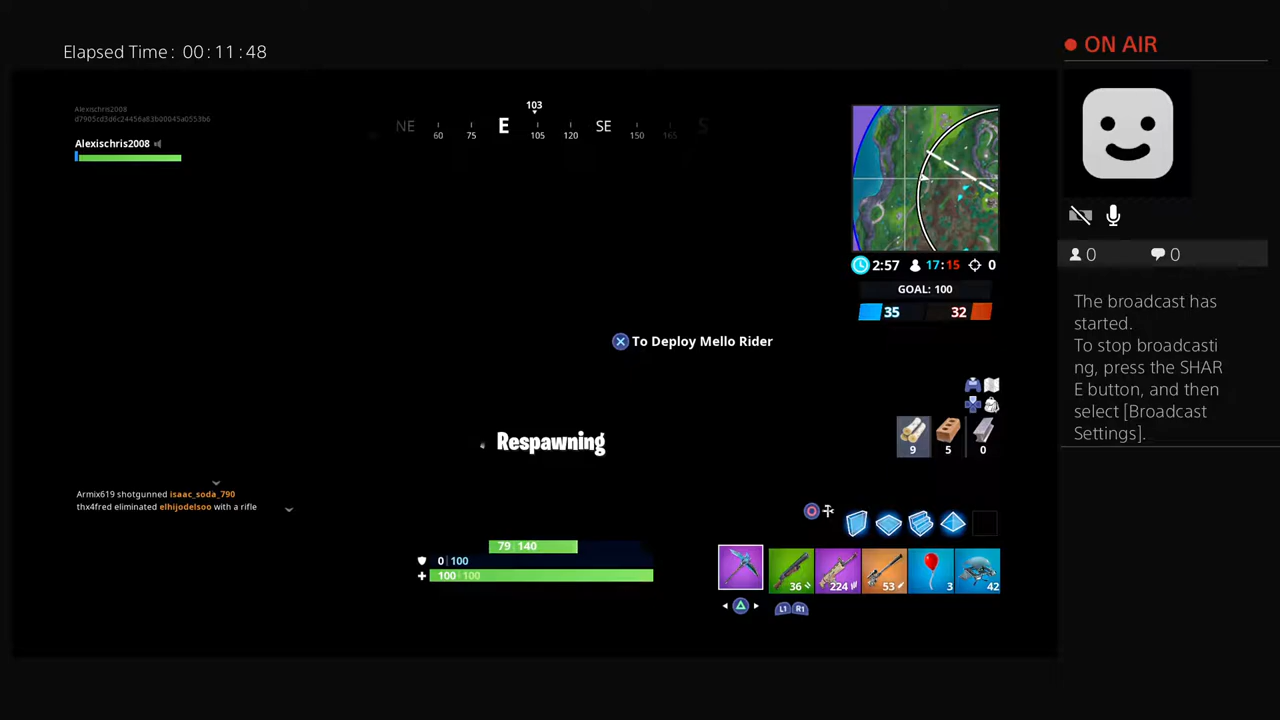 Elapsed Time: 00:11:48
ON AIR
Alexischris2008
Alexischris2008
103
NE 60 75 E 105 120 SE 150 165 S
2:57 17:15 0
GOAL: 100
35 32
0 0
The broadcast has
started.
To stop broadcasti
ng, press the SHAR
E button, and then
select [Broadcast
Settings].
To Deploy Mello Rider
9 5 0
Respawning
Armix619 shotgunned isaac_soda_790
thx4fred eliminated elhijodelsoo with a rifle
79 | 140
0 | 100
100 | 100
36 224 53 3 42
L1 R1